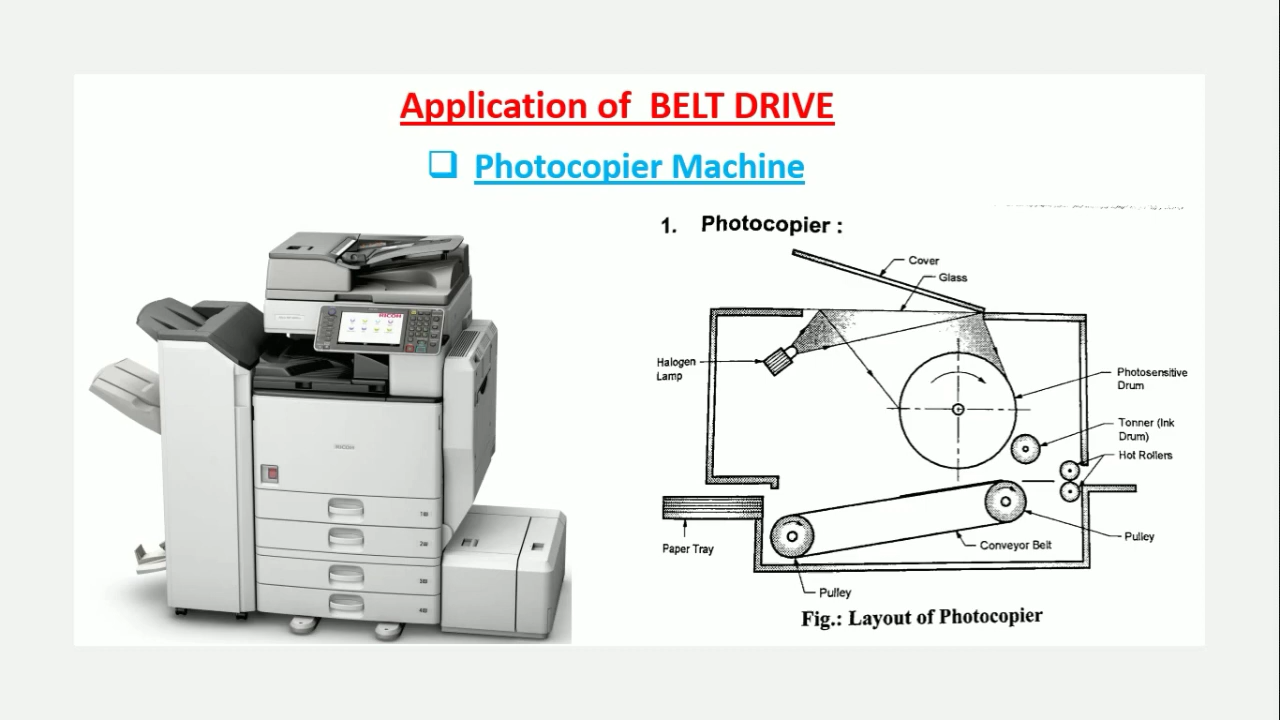 Application of BELT DRIVE
❑ Photocopier Machine
1. Photocopier :
Cover
Glass
Halogen
Lamp
Photosensitive
Drum
Tonner (Ink
Drum)
Hot Rollers
Paper Tray
Conveyor Belt
Pulley
Pulley
Fig.: Layout of Photocopier
RICOH
RICOH